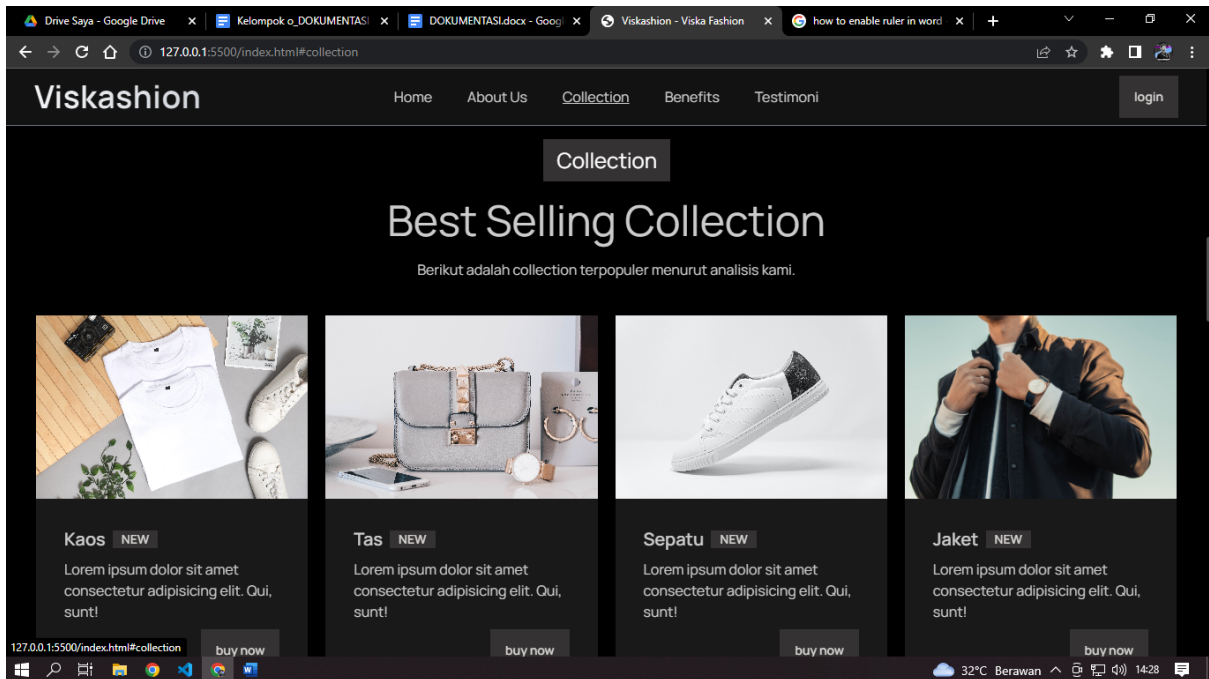 Drive Saya - Google Drive
Kelompok o_DOKUMENTASI
DOKUMENTASI.docx - Googl
Viskashion - Viska Fashion
how to enable ruler in word
127.0.0.1:5500/index.html#collection
Viskashion
Home About Us Collection Benefits Testimoni
login
Collection
Best Selling Collection
Berikut adalah collection terpopuler menurut analisis kami.
Kaos NEW
Lorem ipsum dolor sit amet
consectetur adipisicing elit. Qui,
sunt!
buy now
Tas NEW
Lorem ipsum dolor sit amet
consectetur adipisicing elit. Qui,
sunt!
buy now
Sepatu NEW
Lorem ipsum dolor sit amet
consectetur adipisicing elit. Qui,
sunt!
buy now
Jaket NEW
Lorem ipsum dolor sit amet
consectetur adipisicing elit. Qui,
sunt!
buy now
127.0.0.1:5500/index.html#collection
32°C Berawan
14:28